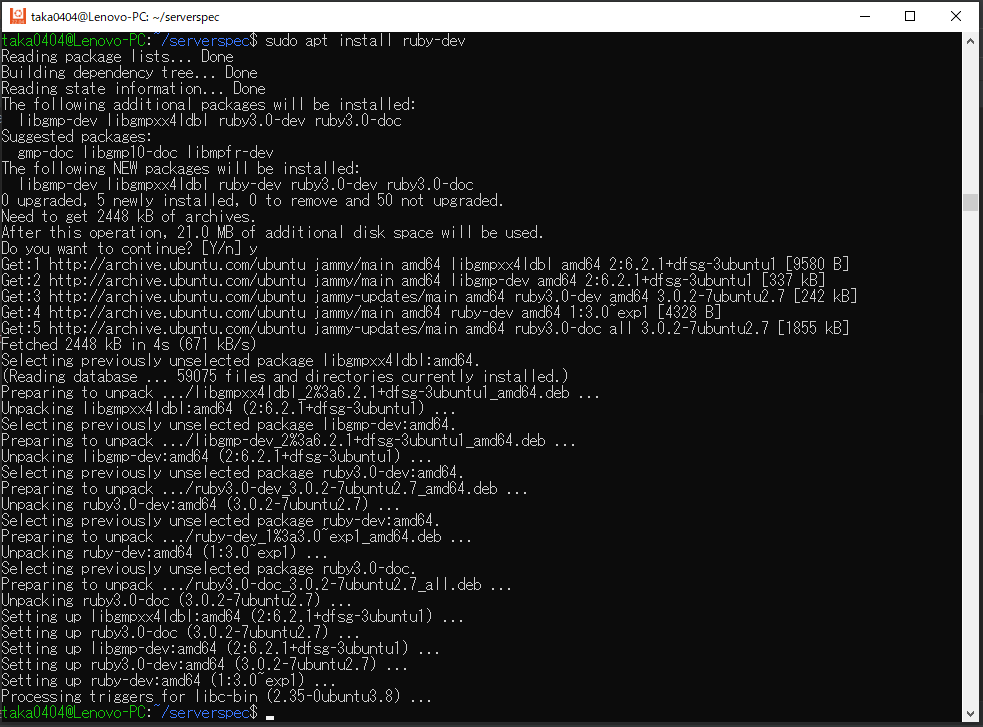 taka0404@Lenovo-PC: ~/serverspec
taka0404@Lenovo-PC:~/serverspec$ sudo apt install ruby-dev
Reading package lists... Done
Building dependency tree... Done
Reading state information... Done
The following additional packages will be installed:
  libgmp-dev libgmpxx4ldbl ruby3.0-dev ruby3.0-doc
Suggested packages:
  gmp-doc libgmp10-doc libmpfr-dev
The following NEW packages will be installed:
  libgmp-dev libgmpxx4ldbl ruby-dev ruby3.0-dev ruby3.0-doc
0 upgraded, 5 newly installed, 0 to remove and 50 not upgraded.
Need to get 2448 kB of archives.
After this operation, 21.0 MB of additional disk space will be used.
Do you want to continue? [Y/n] y
Get:1 http://archive.ubuntu.com/ubuntu jammy/main amd64 libgmpxx4ldbl amd64 2:6.2.1+dfsg-3ubuntu1 [9580 B]
Get:2 http://archive.ubuntu.com/ubuntu jammy/main amd64 libgmp-dev amd64 2:6.2.1+dfsg-3ubuntu1 [337 kB]
Get:3 http://archive.ubuntu.com/ubuntu jammy-updates/main amd64 ruby3.0-dev amd64 3.0.2-7ubuntu2.7 [242 kB]
Get:4 http://archive.ubuntu.com/ubuntu jammy/main amd64 ruby-dev amd64 1:3.0~exp1 [4328 B]
Get:5 http://archive.ubuntu.com/ubuntu jammy-updates/main amd64 ruby3.0-doc all 3.0.2-7ubuntu2.7 [1855 kB]
Fetched 2448 kB in 4s (671 kB/s)
Selecting previously unselected package libgmpxx4ldbl:amd64.
(Reading database ... 59075 files and directories currently installed.)
Preparing to unpack .../libgmpxx4ldbl_2%3a6.2.1+dfsg-3ubuntu1_amd64.deb ...
Unpacking libgmpxx4ldbl:amd64 (2:6.2.1+dfsg-3ubuntu1) ...
Selecting previously unselected package libgmp-dev:amd64.
Preparing to unpack .../libgmp-dev_2%3a6.2.1+dfsg-3ubuntu1_amd64.deb ...
Unpacking libgmp-dev:amd64 (2:6.2.1+dfsg-3ubuntu1) ...
Selecting previously unselected package ruby3.0-dev:amd64.
Preparing to unpack .../ruby3.0-dev_3.0.2-7ubuntu2.7_amd64.deb ...
Unpacking ruby3.0-dev:amd64 (3.0.2-7ubuntu2.7) ...
Selecting previously unselected package ruby-dev:amd64.
Preparing to unpack .../ruby-dev_1%3a3.0~exp1_amd64.deb ...
Unpacking ruby-dev:amd64 (1:3.0~exp1) ...
Selecting previously unselected package ruby3.0-doc.
Preparing to unpack .../ruby3.0-doc_3.0.2-7ubuntu2.7_all.deb ...
Unpacking ruby3.0-doc (3.0.2-7ubuntu2.7) ...
Setting up libgmpxx4ldbl:amd64 (2:6.2.1+dfsg-3ubuntu1) ...
Setting up ruby3.0-doc (3.0.2-7ubuntu2.7) ...
Setting up libgmp-dev:amd64 (2:6.2.1+dfsg-3ubuntu1) ...
Setting up ruby3.0-dev:amd64 (3.0.2-7ubuntu2.7) ...
Setting up ruby-dev:amd64 (1:3.0~exp1) ...
Processing triggers for libc-bin (2.35-0ubuntu3.8) ...
taka0404@Lenovo-PC:~/serverspec$